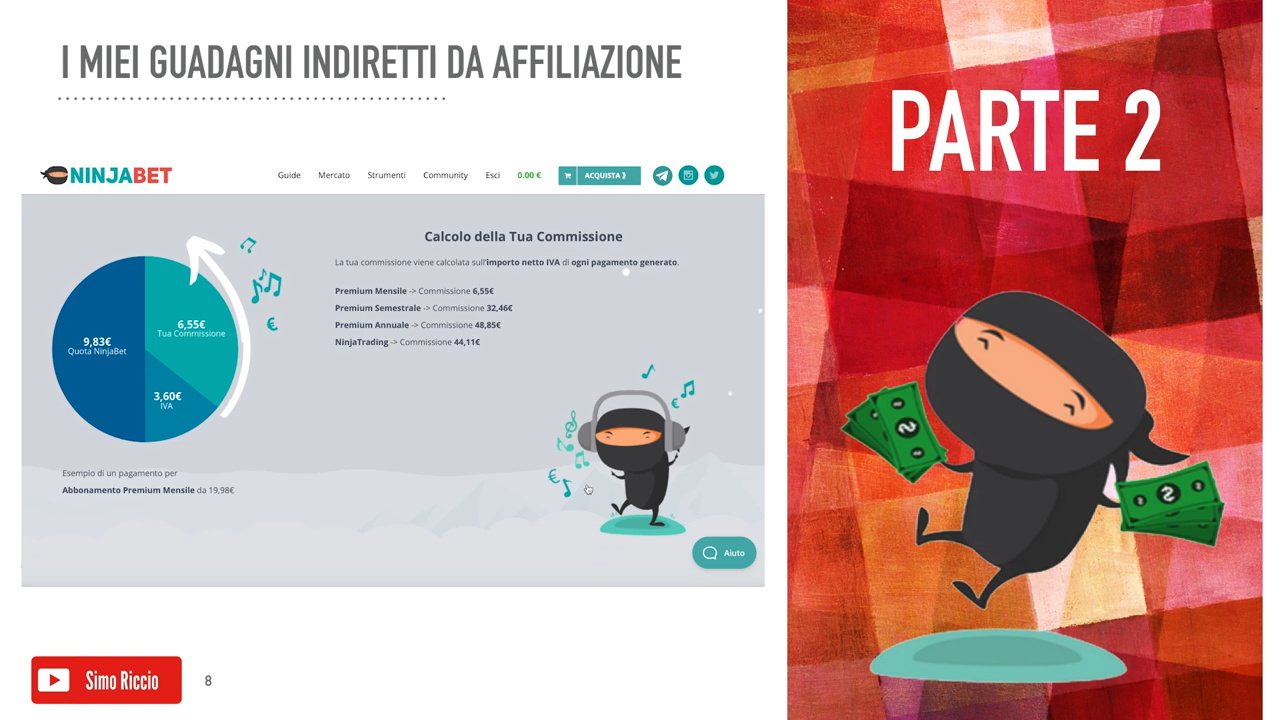 I MIEI GUADAGNI INDIRETTI DA AFFILIAZIONE
PARTE 2
NINJABET
Guide Mercato Strumenti Community Esci 0.00 € ACQUISTA
Calcolo della Tua Commissione
La tua commissione viene calcolata sull'importo netto IVA di ogni pagamento generato.
Premium Mensile -> Commissione 6,55€
Premium Semestrale -> Commissione 32,46€
Premium Annuale -> Commissione 48,85€
NinjaTrading -> Commissione 44,11€
6,55€
Tua Commissione
9,83€
Quota NinjaBet
3,60€
IVA
Esempio di un pagamento per
Abbonamento Premium Mensile da 19,98€
Aiuto
Simo Riccio
8